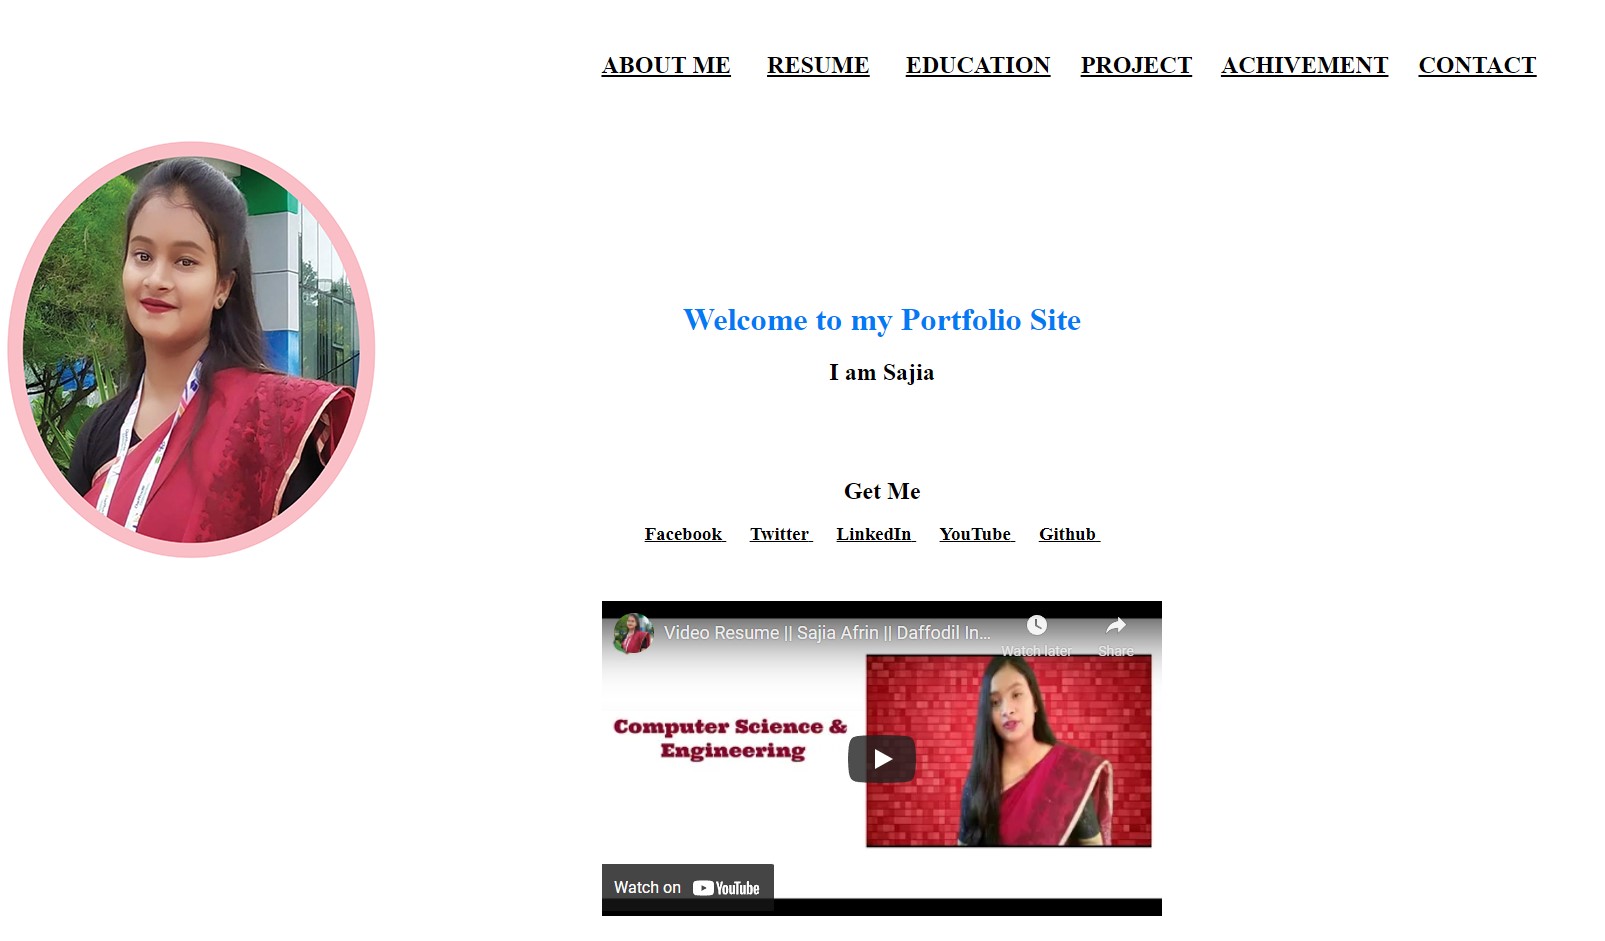 ABOUT ME RESUME EDUCATION PROJECT ACHIVEMENT CONTACT
Welcome to my Portfolio Site
I am Sajia
Get Me
Facebook Twitter LinkedIn YouTube Github
Video Resume || Sajia Afrin || Daffodil In...
Watch later Share
Computer Science &
Engineering
Watch on YouTube